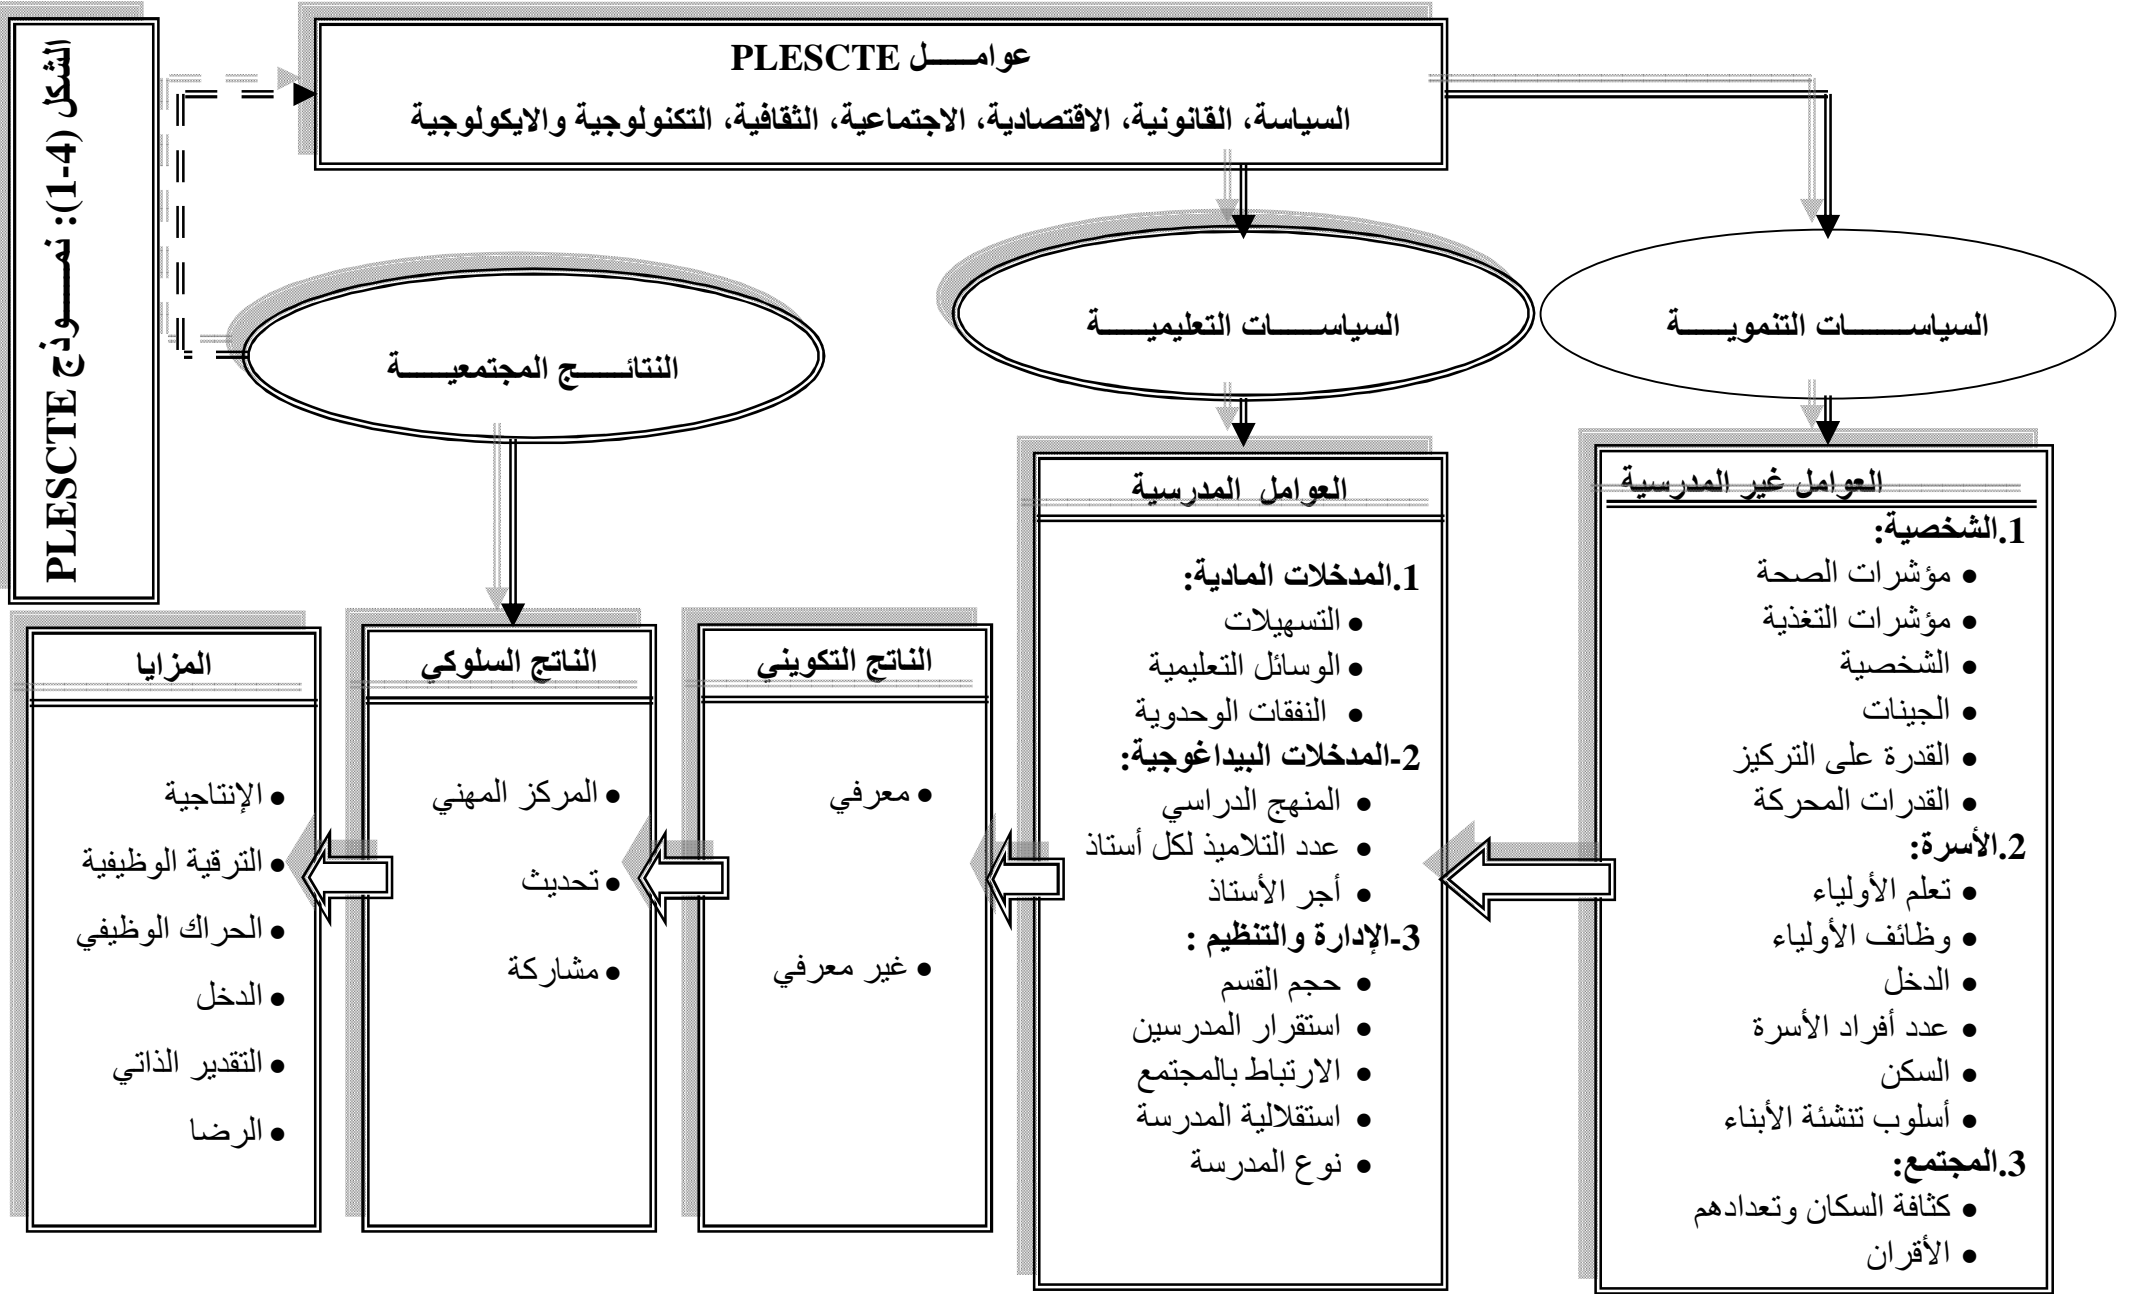 الشكل (4-1): نمـــــوذج PLESCTE
عوامـــــل PLESCTE
السياسة، القانونية، الاقتصادية، الاجتماعية، الثقافية، التكنولوجية والايكولوجية
السياســـــات التنمويـــــة
السياســـــات التعليميـــــة
النتائـــــج المجتمعيـــــة
العوامل غير المدرسية
1.الشخصية:
• مؤشرات الصحة
• مؤشرات التغذية
• الشخصية
• الجينات
• القدرة على التركيز
• القدرات المحركة
2.الأسرة:
• تعلم الأولياء
• وظائف الأولياء
• الدخل
• عدد أفراد الأسرة
• السكن
• أسلوب تنشئة الأبناء
3.المجتمع:
• كثافة السكان وتعدادهم
• الأقران
العوامل المدرسية
1.المدخلات المادية:
• التسهيلات
• الوسائل التعليمية
• النفقات الوحدوية
2-المدخلات البيداغوجية:
• المنهج الدراسي
• عدد التلاميذ لكل أستاذ
• أجر الأستاذ
3-الإدارة والتنظيم :
• حجم القسم
• استقرار المدرسين
• الارتباط بالمجتمع
• استقلالية المدرسة
• نوع المدرسة
الناتج التكويني
• معرفي
• غير معرفي
الناتج السلوكي
• المركز المهني
• تحديث
• مشاركة
المزايا
• الإنتاجية
• الترقية الوظيفية
• الحراك الوظيفي
• الدخل
• التقدير الذاتي
• الرضا